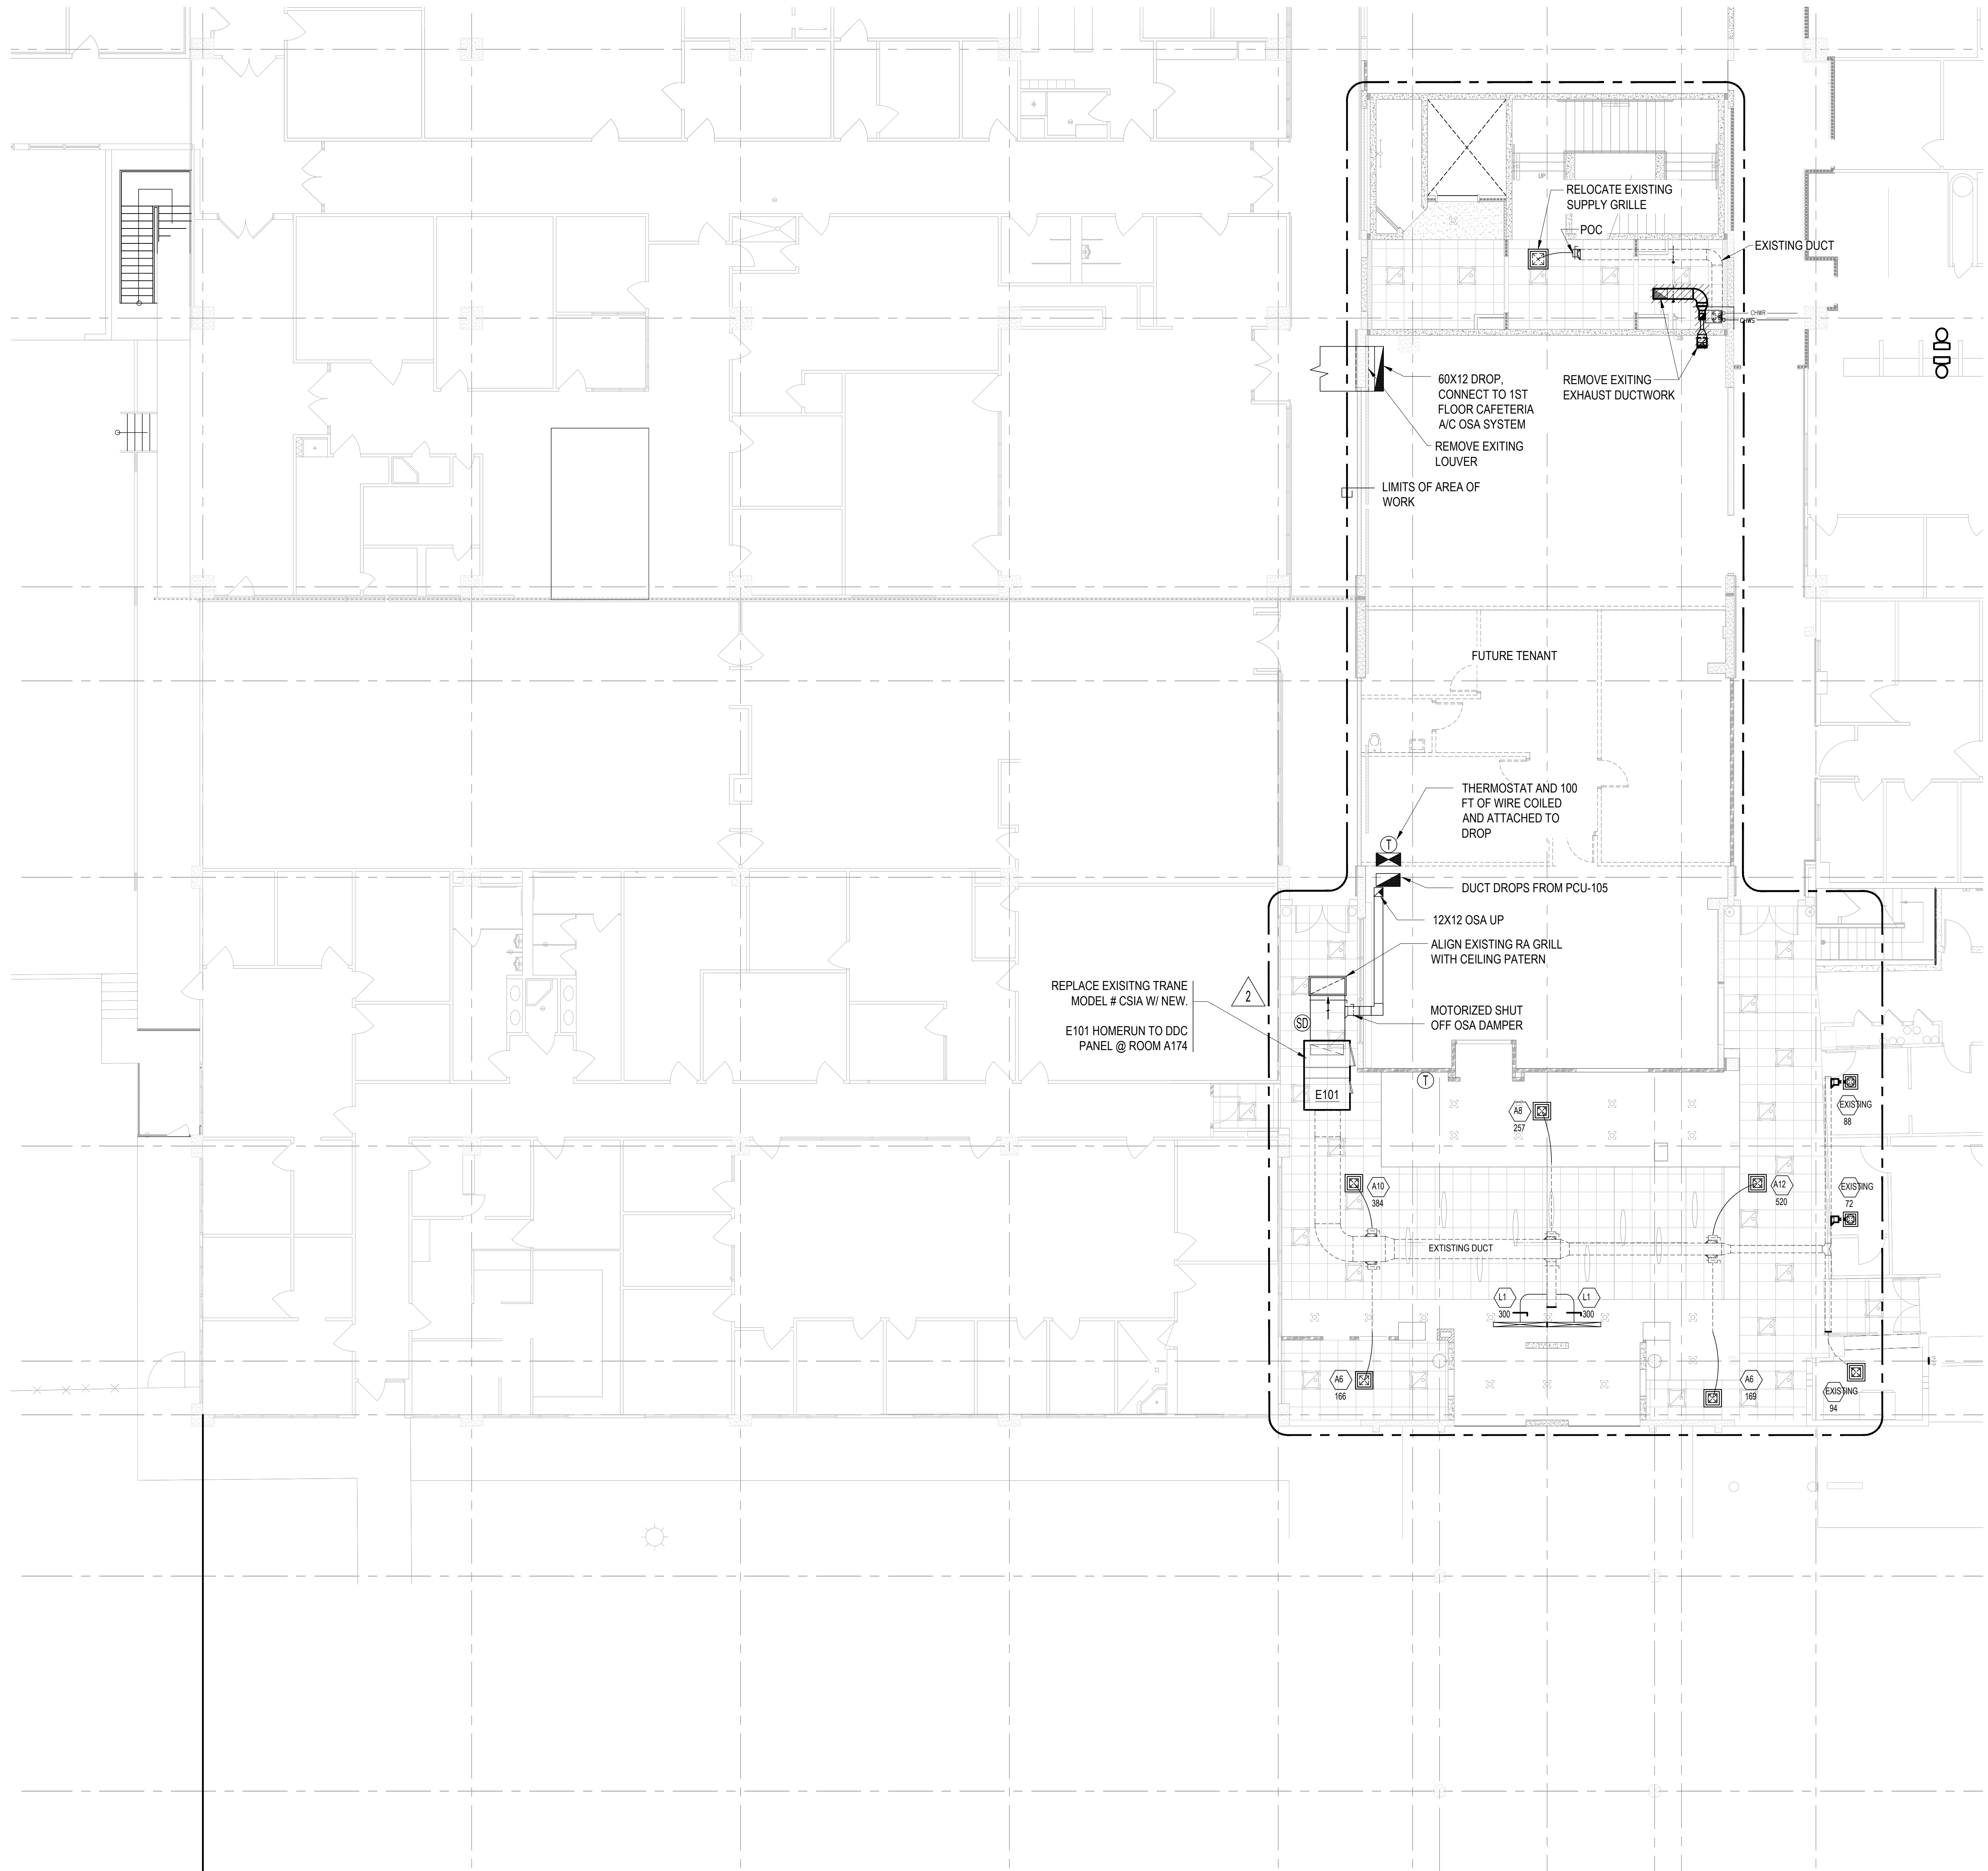 UP
RELOCATE EXISTING
SUPPLY GRILLE
POC
EXISTING DUCT
CHWR
CHWS
60X12 DROP,
CONNECT TO 1ST
FLOOR CAFETERIA
A/C OSA SYSTEM
REMOVE EXITING
EXHAUST DUCTWORK
REMOVE EXITING
LOUVER
LIMITS OF AREA OF
WORK
FUTURE TENANT
THERMOSTAT AND 100
FT OF WIRE COILED
AND ATTACHED TO
DROP
T
DUCT DROPS FROM PCU-105
12X12 OSA UP
ALIGN EXISTING RA GRILL
WITH CEILING PATERN
REPLACE EXISITNG TRANE
MODEL # CSIA W/ NEW.
E101 HOMERUN TO DDC
PANEL @ ROOM A174
2
SD
MOTORIZED SHUT
OFF OSA DAMPER
T
E101
A8
257
EXISTING
88
A10
384
A12
520
EXISTING
72
EXTISTING DUCT
L1
300
L1
300
A6
166
A6
169
EXISTING
94